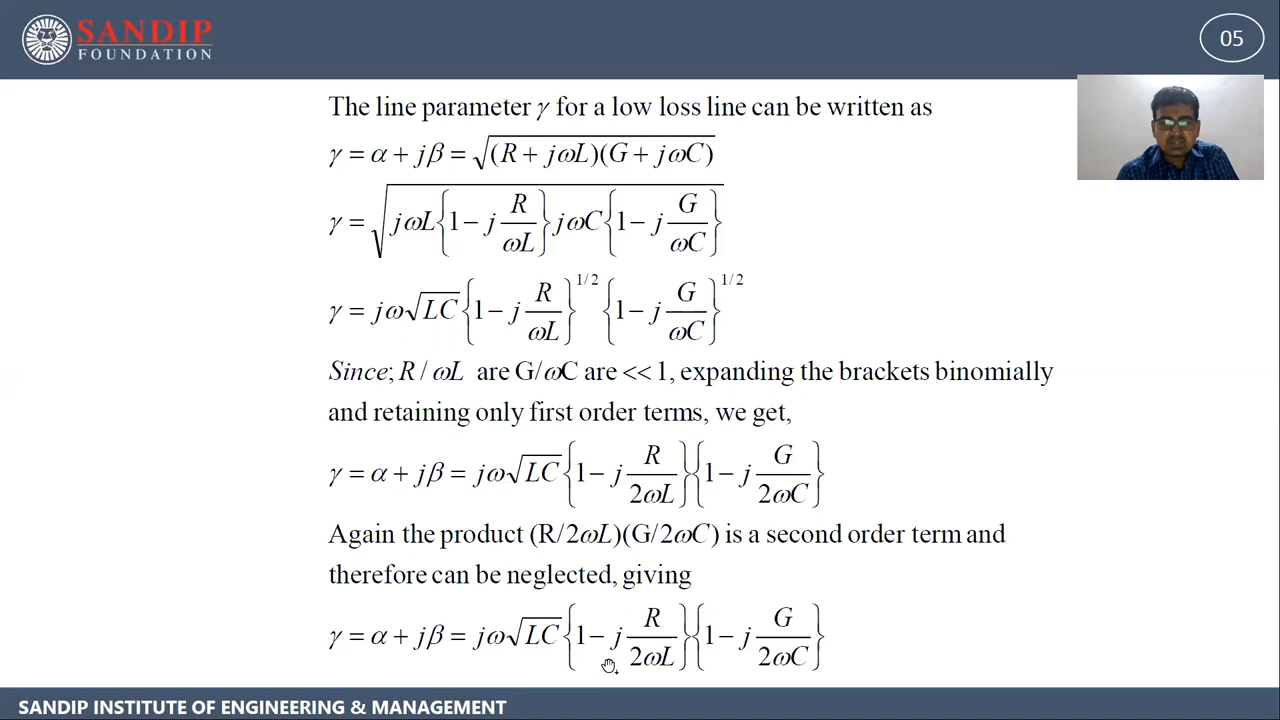 SANDIP
FOUNDATION
05
The line parameter γ for a low loss line can be written as
γ = α + jβ = √(R + jωL)(G + jωC)
γ = √jωL{1 − j R/ωL} jωC{1 − j G/ωC}
γ = jω√LC{1 − j R/ωL}^1/2 {1 − j G/ωC}^1/2
Since; R / ωL are G/ωC are << 1, expanding the brackets binomially
and retaining only first order terms, we get,
γ = α + jβ = jω√LC{1 − j R/2ωL}{1 − j G/2ωC}
Again the product (R/2ωL)(G/2ωC) is a second order term and
therefore can be neglected, giving
γ = α + jβ = jω√LC{1 − j R/2ωL}{1 − j G/2ωC}
SANDIP INSTITUTE OF ENGINEERING & MANAGEMENT